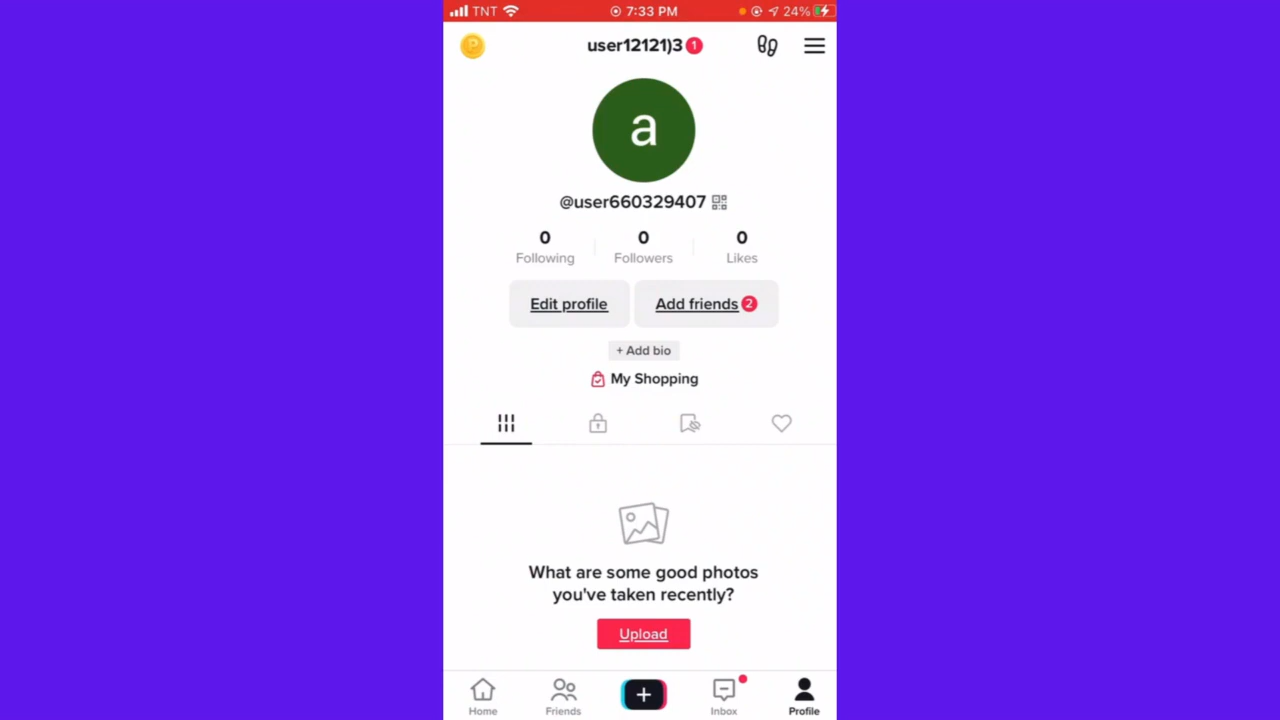 TNT 7:33 PM 24%
P user12121)3 1
a
@user660329407
0 0 0
Following Followers Likes
Edit profile Add friends 2
+ Add bio
My Shopping
What are some good photos
you've taken recently?
Upload
Home Friends Inbox Profile